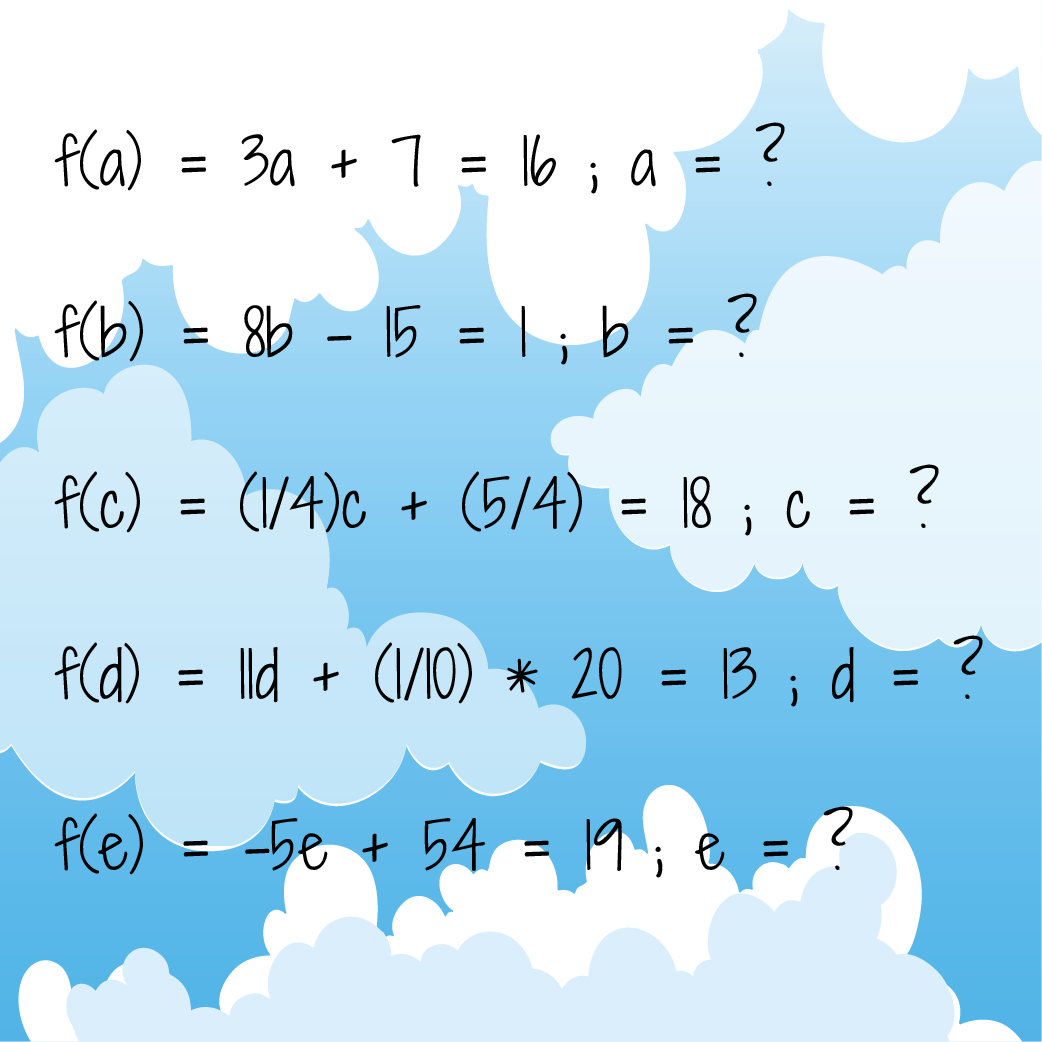 f(a) = 3a + 7 = 16 ; a = ?
f(b) = 8b - 15 = 1 ; b = ?
f(c) = (1/4)c + (5/4) = 18 ; c = ?
f(d) = 11d + (1/10) * 20 = 13 ; d = ?
f(e) = -5e + 54 = 19 ; e = ?